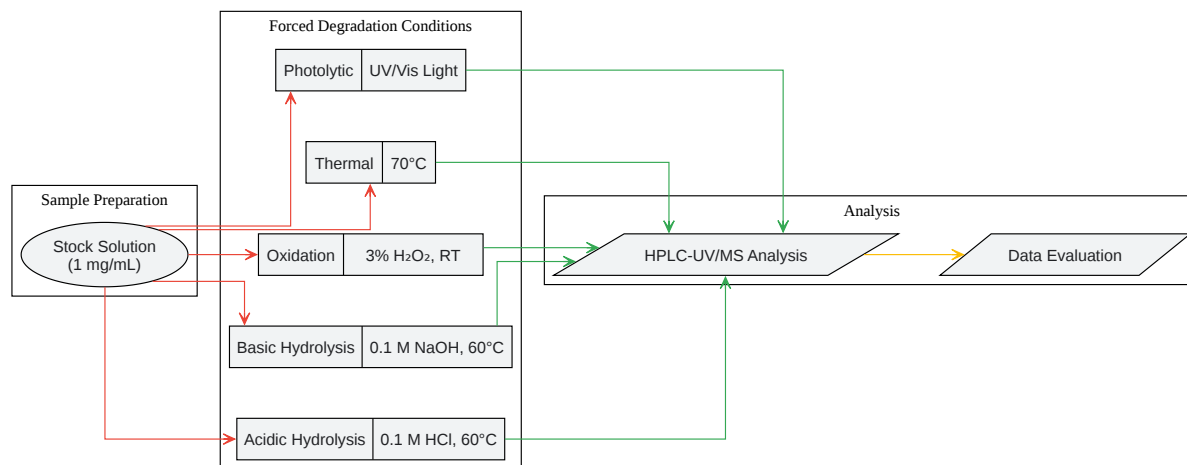 Forced Degradation Conditions
Photolytic
UV/Vis Light
Thermal
70°C
Sample Preparation
Stock Solution
(1 mg/mL)
Oxidation
3% H₂O₂, RT
Basic Hydrolysis
0.1 M NaOH, 60°C
Acidic Hydrolysis
0.1 M HCl, 60°C
Analysis
HPLC-UV/MS Analysis
Data Evaluation